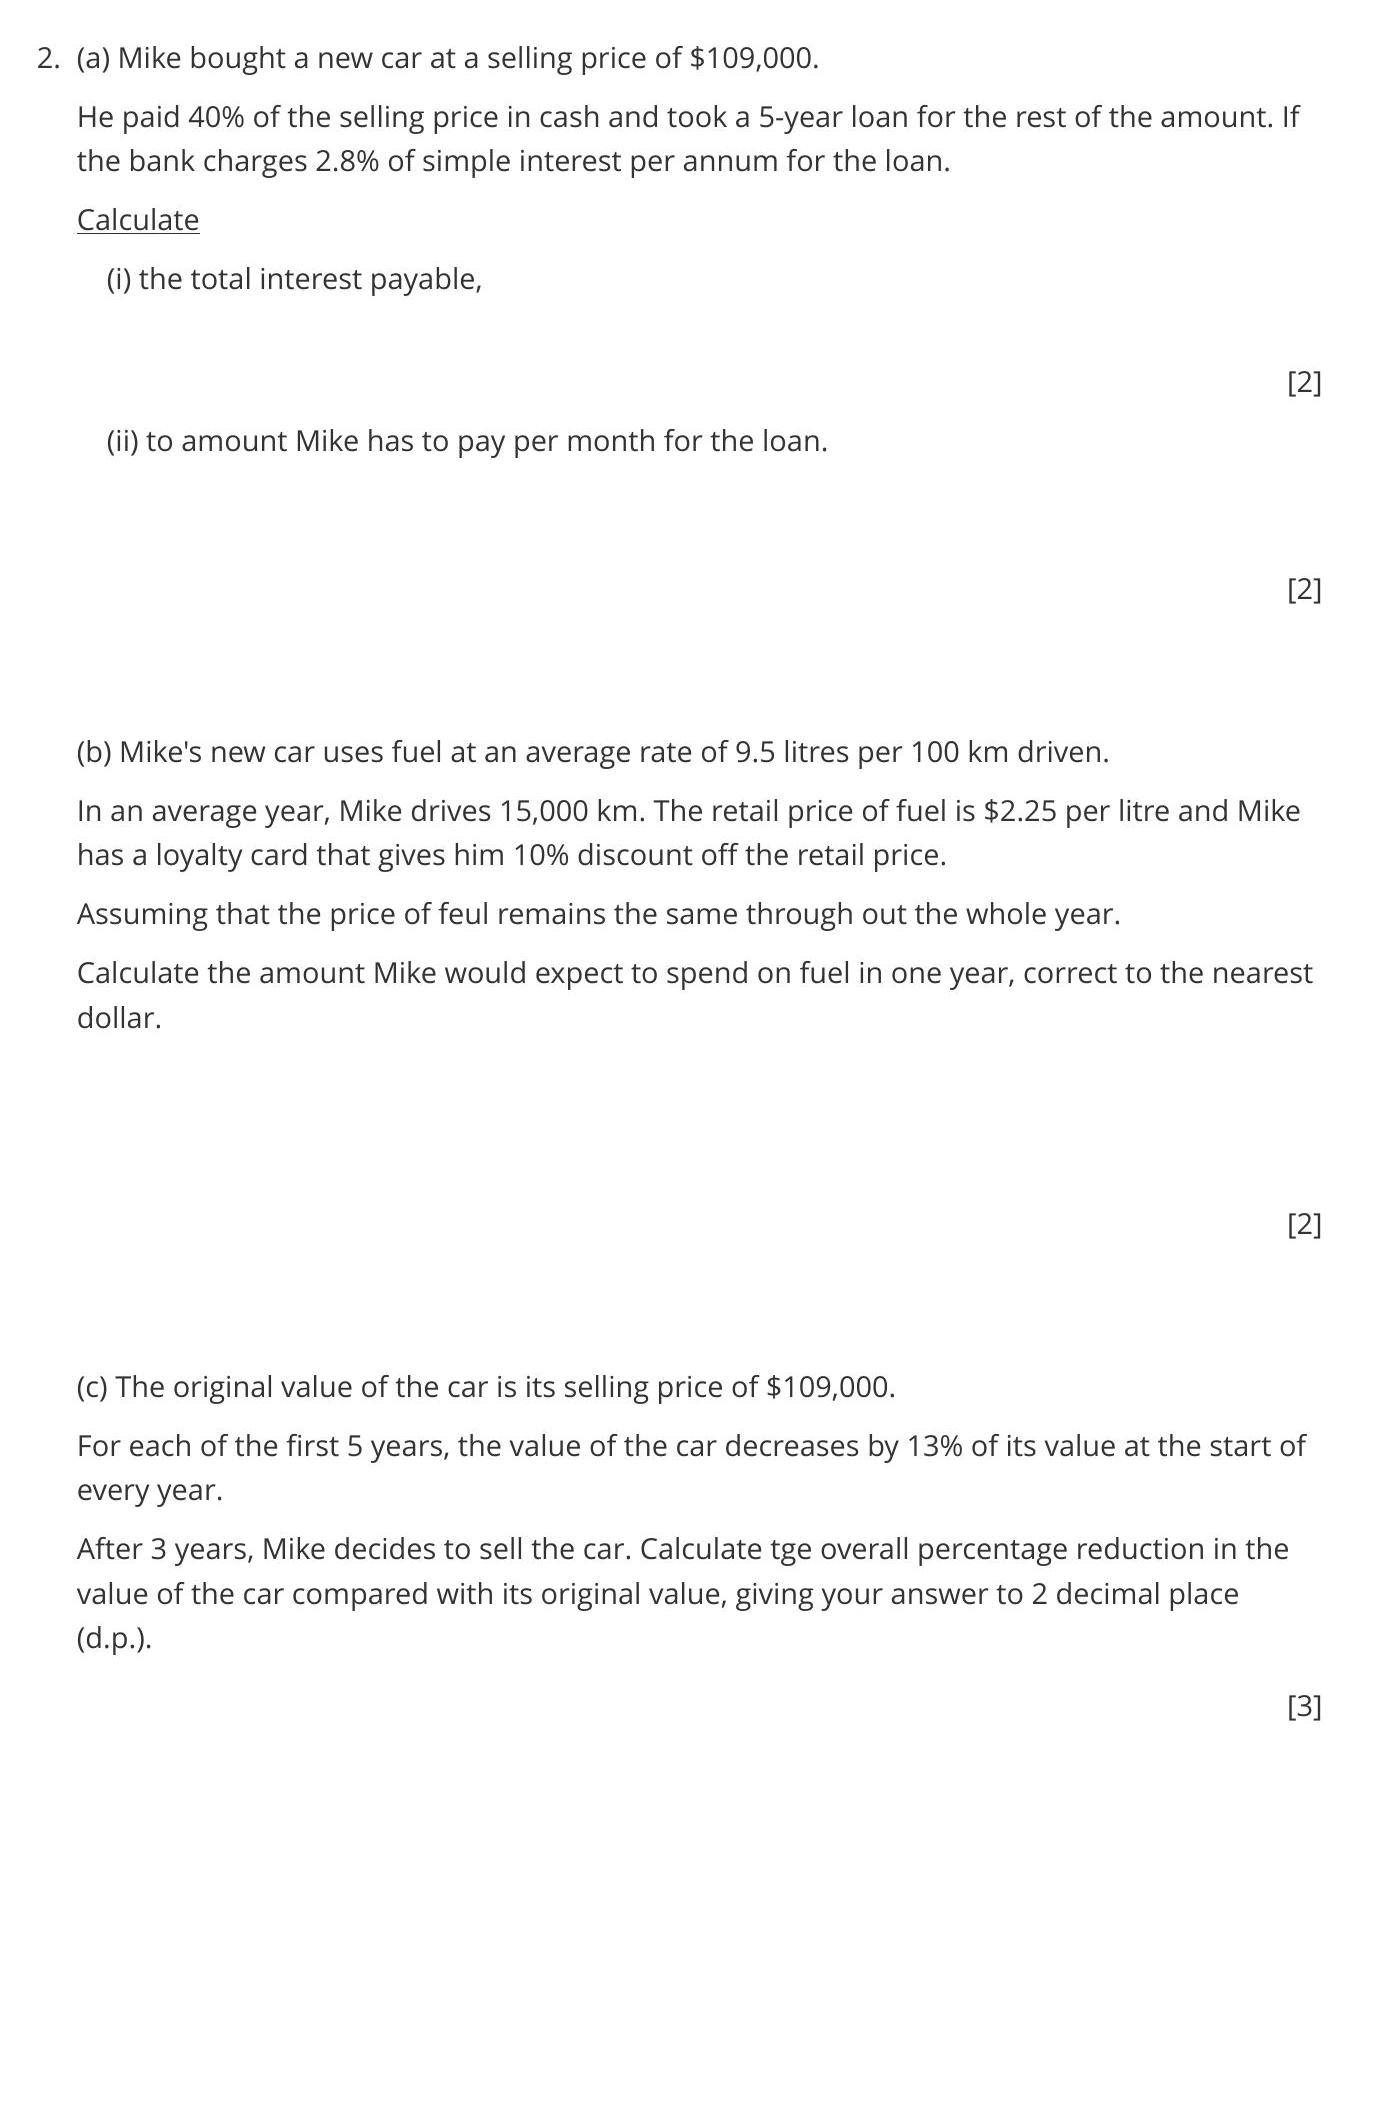 2. (a) Mike bought a new car at a selling price of $109,000.
He paid 40% of the selling price in cash and took a 5-year loan for the rest of the amount. If
the bank charges 2.8% of simple interest per annum for the loan.
Calculate
(i) the total interest payable,
[2]
(ii) to amount Mike has to pay per month for the loan.
[2]
(b) Mike's new car uses fuel at an average rate of 9.5 litres per 100 km driven.
In an average year, Mike drives 15,000 km. The retail price of fuel is $2.25 per litre and Mike
has a loyalty card that gives him 10% discount off the retail price.
Assuming that the price of feul remains the same through out the whole year.
Calculate the amount Mike would expect to spend on fuel in one year, correct to the nearest
dollar.
[2]
(c) The original value of the car is its selling price of $109,000.
For each of the first 5 years, the value of the car decreases by 13% of its value at the start of
every year.
After 3 years, Mike decides to sell the car. Calculate tge overall percentage reduction in the
value of the car compared with its original value, giving your answer to 2 decimal place
(d.p.).
[3]